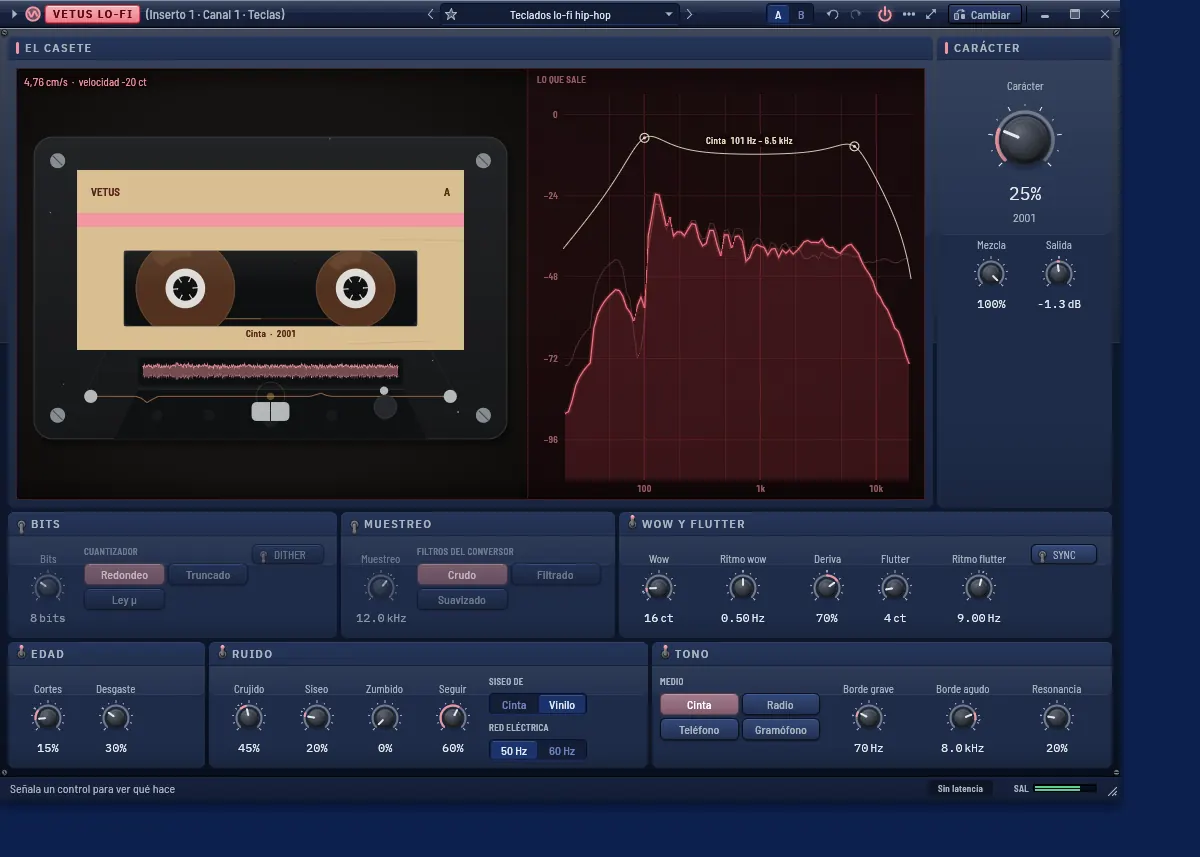 VETUS LO-FI (Inserto 1 · Canal 1 · Teclas) Teclados lo-fi hip-hop A B Cambiar
EL CASETE
4,76 cm/s · velocidad -20 ct
VETUS A
Cinta · 2001
LO QUE SALE
0
-24
-48
-72
-96
Cinta 101 Hz – 6.5 kHz
100 1k 10k
CARÁCTER
Carácter
25%
2001
Mezcla Salida
100% -1.3 dB
BITS
Bits
8 bits
CUANTIZADOR
DITHER
Redondeo Truncado
Ley µ
MUESTREO
Muestreo
12.0 kHz
FILTROS DEL CONVERSOR
Crudo Filtrado
Suavizado
WOW Y FLUTTER
Wow Ritmo wow Deriva Flutter Ritmo flutter SYNC
16 ct 0.50 Hz 70% 4 ct 9.00 Hz
EDAD
Cortes Desgaste
15% 30%
RUIDO
Crujido Siseo Zumbido Seguir
45% 20% 0% 60%
SISEO DE
Cinta Vinilo
RED ELÉCTRICA
50 Hz 60 Hz
TONO
MEDIO
Cinta Radio
Teléfono Gramófono
Borde grave Borde agudo Resonancia
70 Hz 8.0 kHz 20%
Señala un control para ver qué hace
Sin latencia SAL